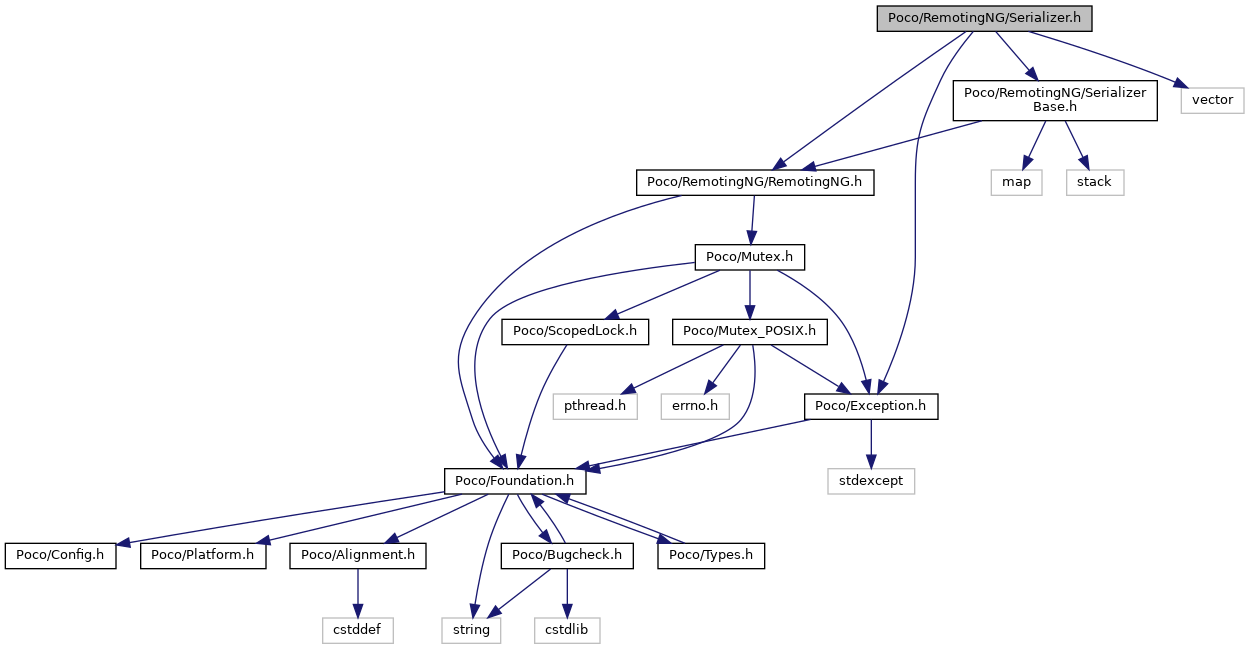 Poco/RemotingNG/Serializer.h
Poco/RemotingNG/Serializer
Base.h
vector
Poco/RemotingNG/RemotingNG.h
map
stack
Poco/Mutex.h
Poco/ScopedLock.h
Poco/Mutex_POSIX.h
pthread.h
errno.h
Poco/Exception.h
Poco/Foundation.h
stdexcept
Poco/Config.h
Poco/Platform.h
Poco/Alignment.h
Poco/Bugcheck.h
Poco/Types.h
cstddef
string
cstdlib